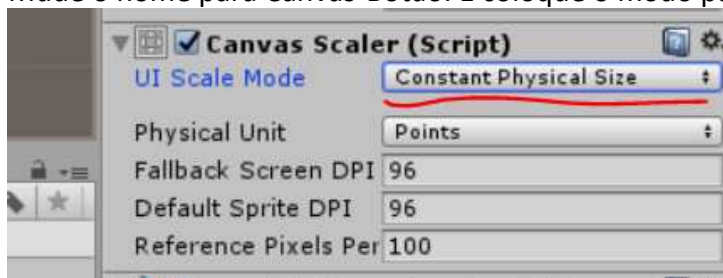 Canvas Scaler (Script)
UI Scale Mode Constant Physical Size
Physical Unit Points
Fallback Screen DPI 96
Default Sprite DPI 96
Reference Pixels Per 100